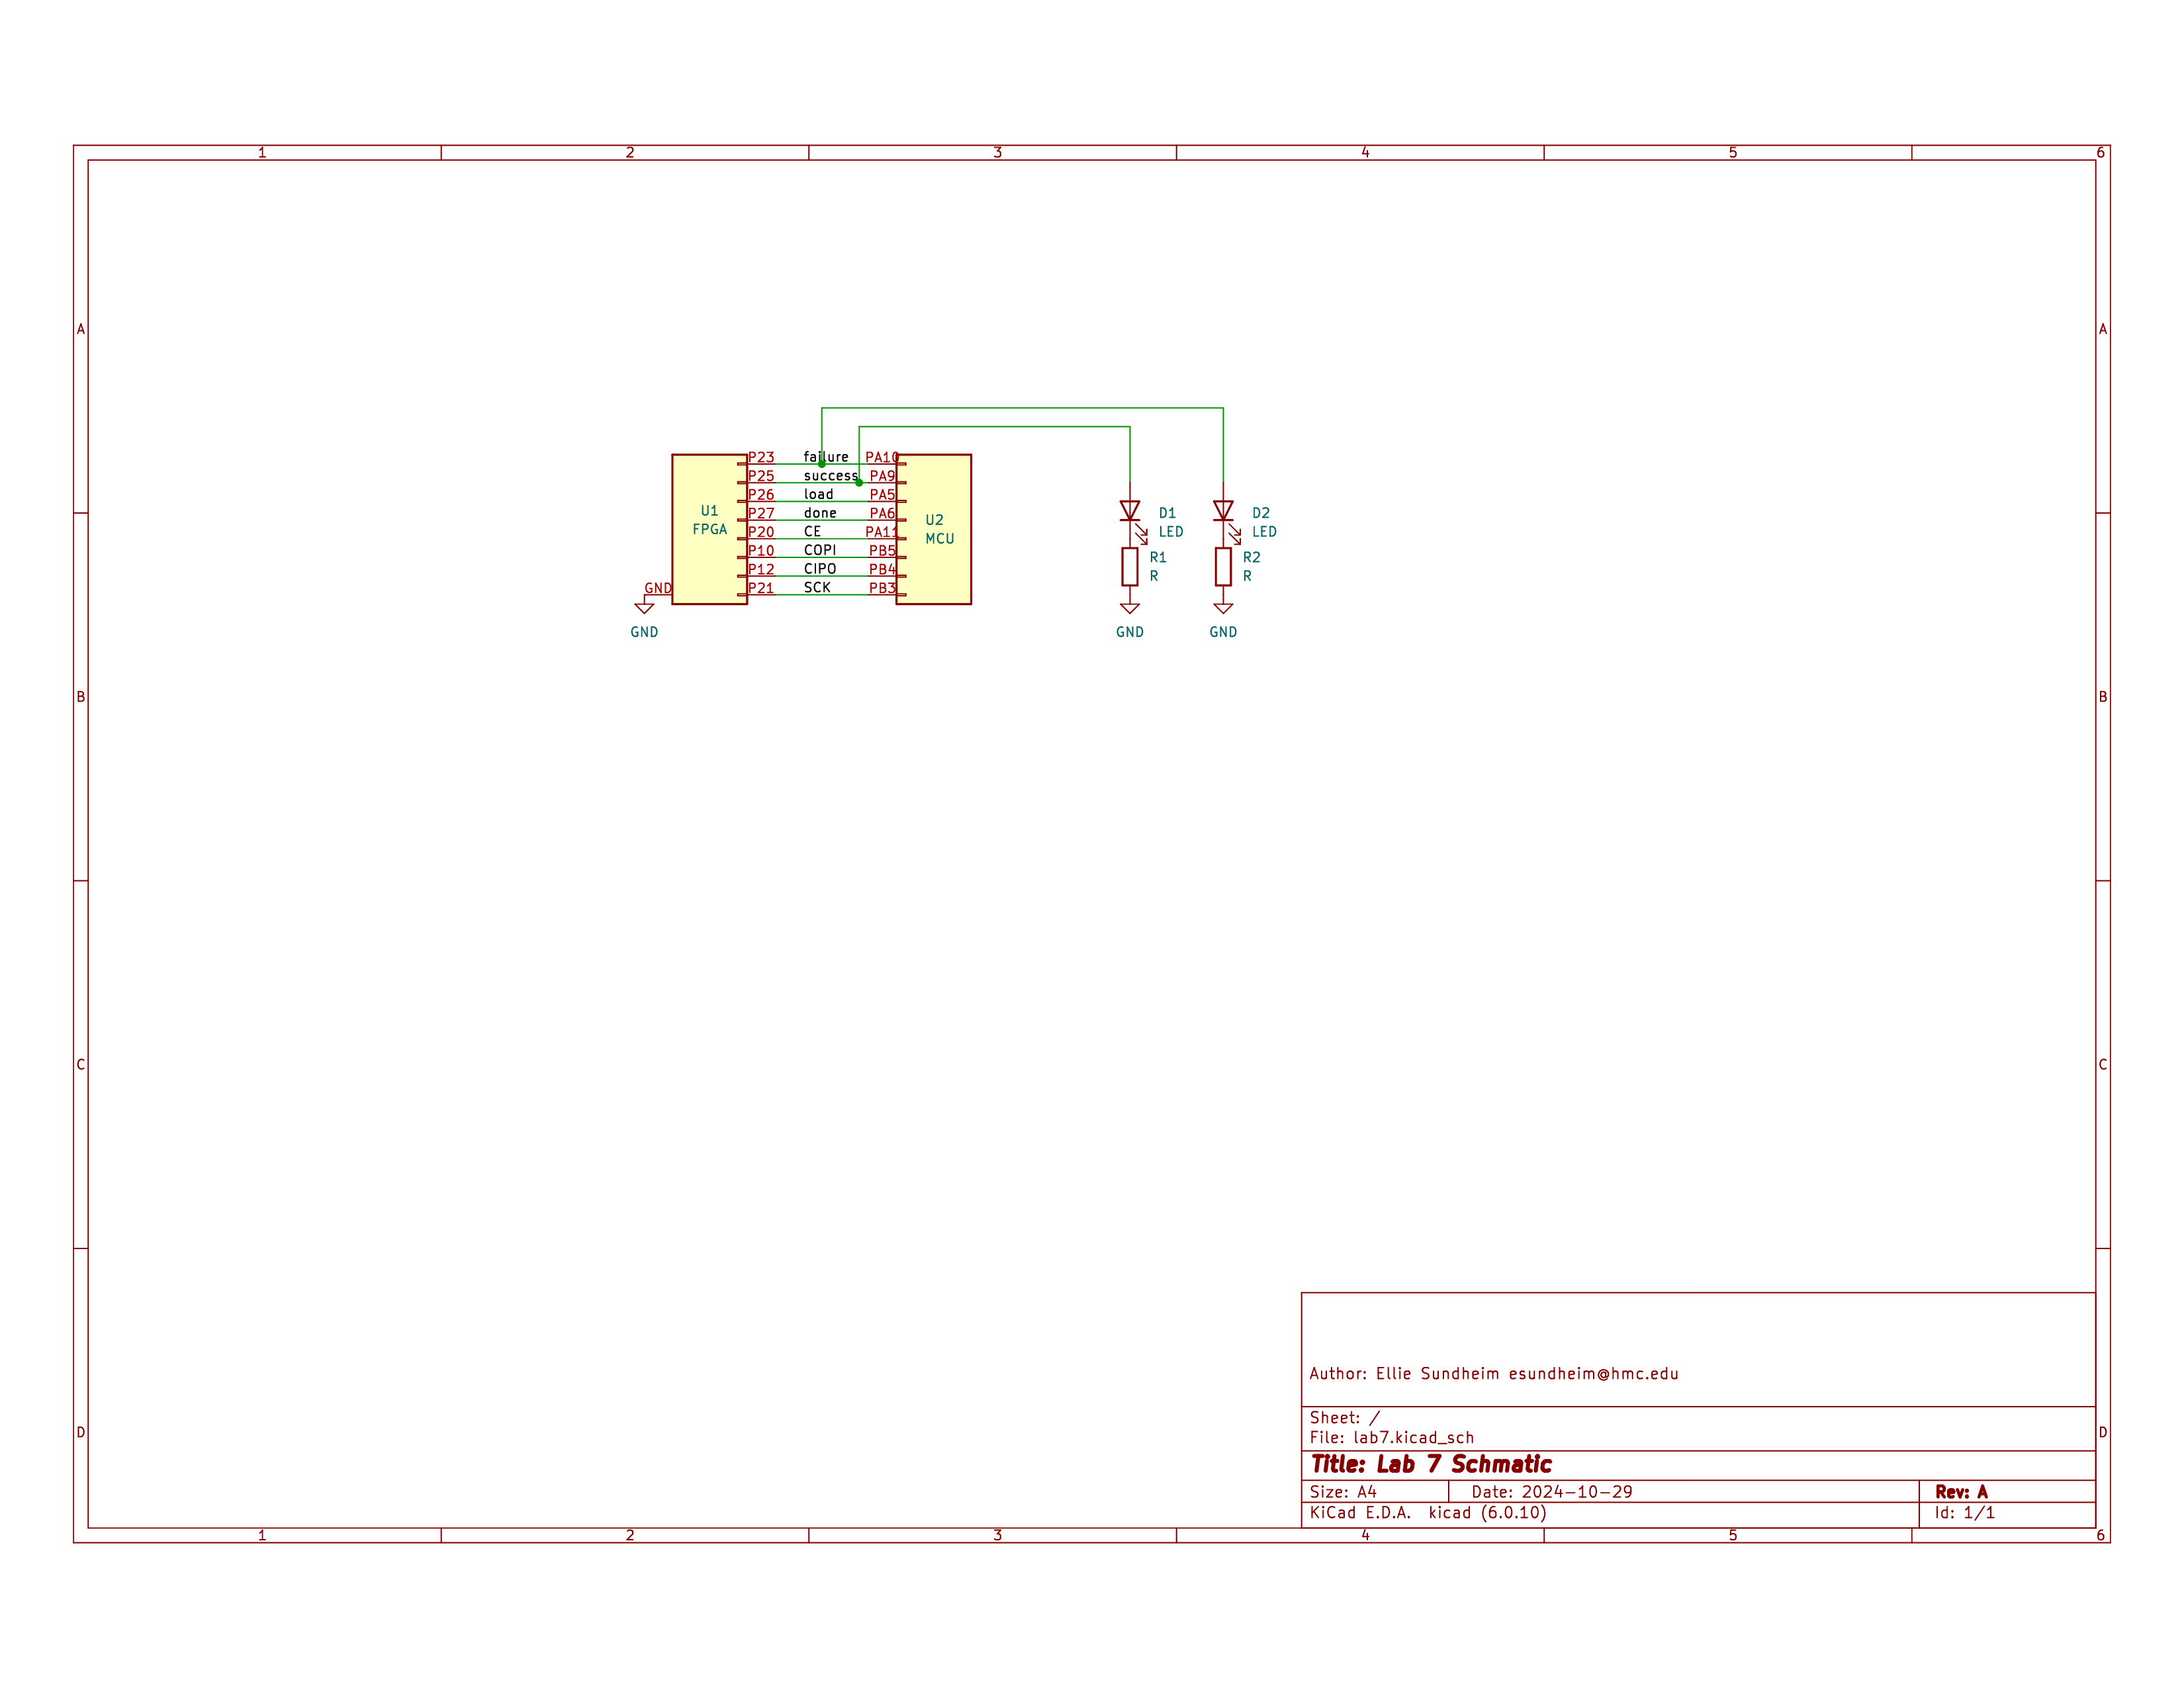 1 2 3 4 5 6
A A
failure
P23 PA10
success
P25 PA9
load
P26 PA5
done
P27 PA6
CE
P20 PA11
COPI
P10 PB5
CIPO
P12 PB4
SCK
P21 PB3
GND
U1
FPGA
U2
MCU
D1
LED
D2
LED
R1
R
R2
R
GND
GND
GND
B B
C C
D D
Author: Ellie Sundheim esundheim@hmc.edu
Sheet: /
File: lab7.kicad_sch
Title: Lab 7 Schmatic
Size: A4 Date: 2024-10-29 Rev: A
KiCad E.D.A. kicad (6.0.10) Id: 1/1
1 2 3 4 5 6